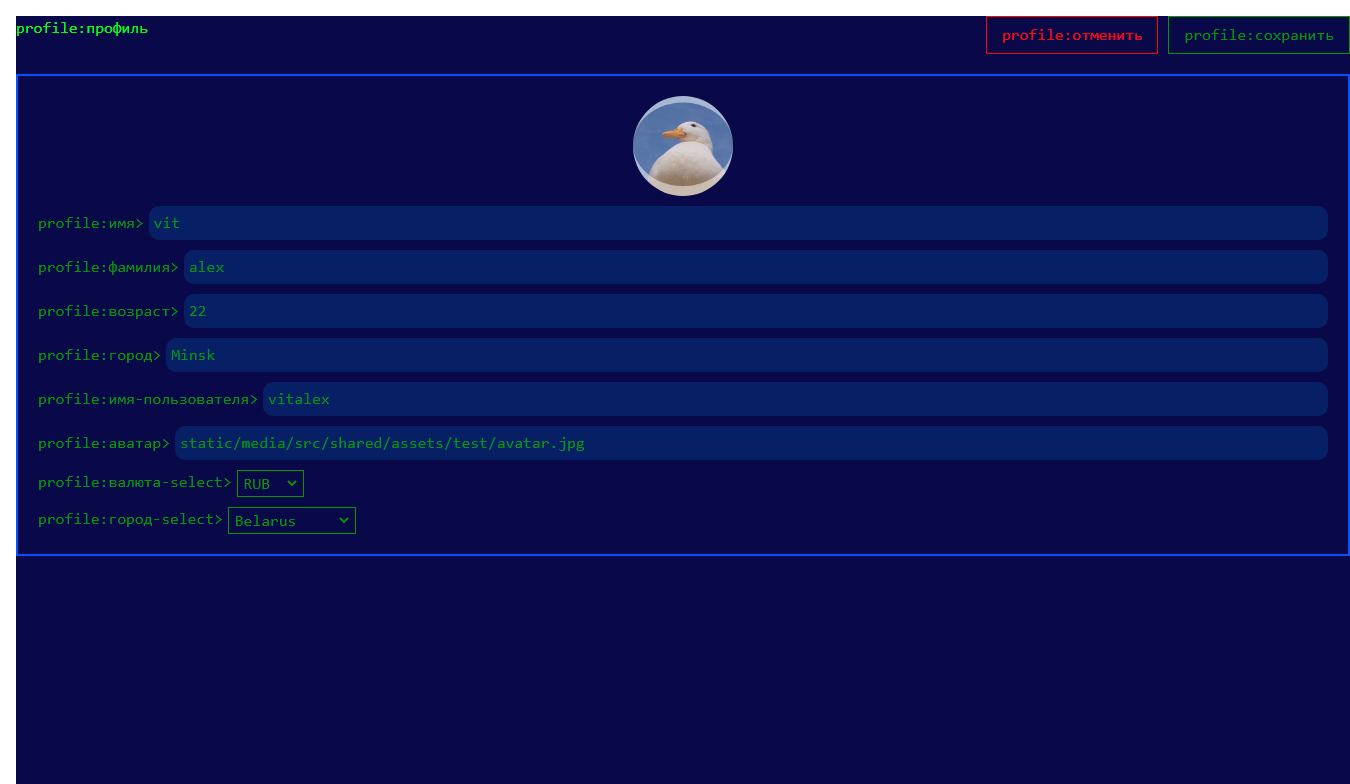 profile:профиль
profile:отменить
profile:сохранить
profile:имя> vit
profile:фамилия> alex
profile:возраст> 22
profile:город> Minsk
profile:имя-пользователя> vitalex
profile:аватар> static/media/src/shared/assets/test/avatar.jpg
profile:валюта-select> RUB
profile:город-select> Belarus